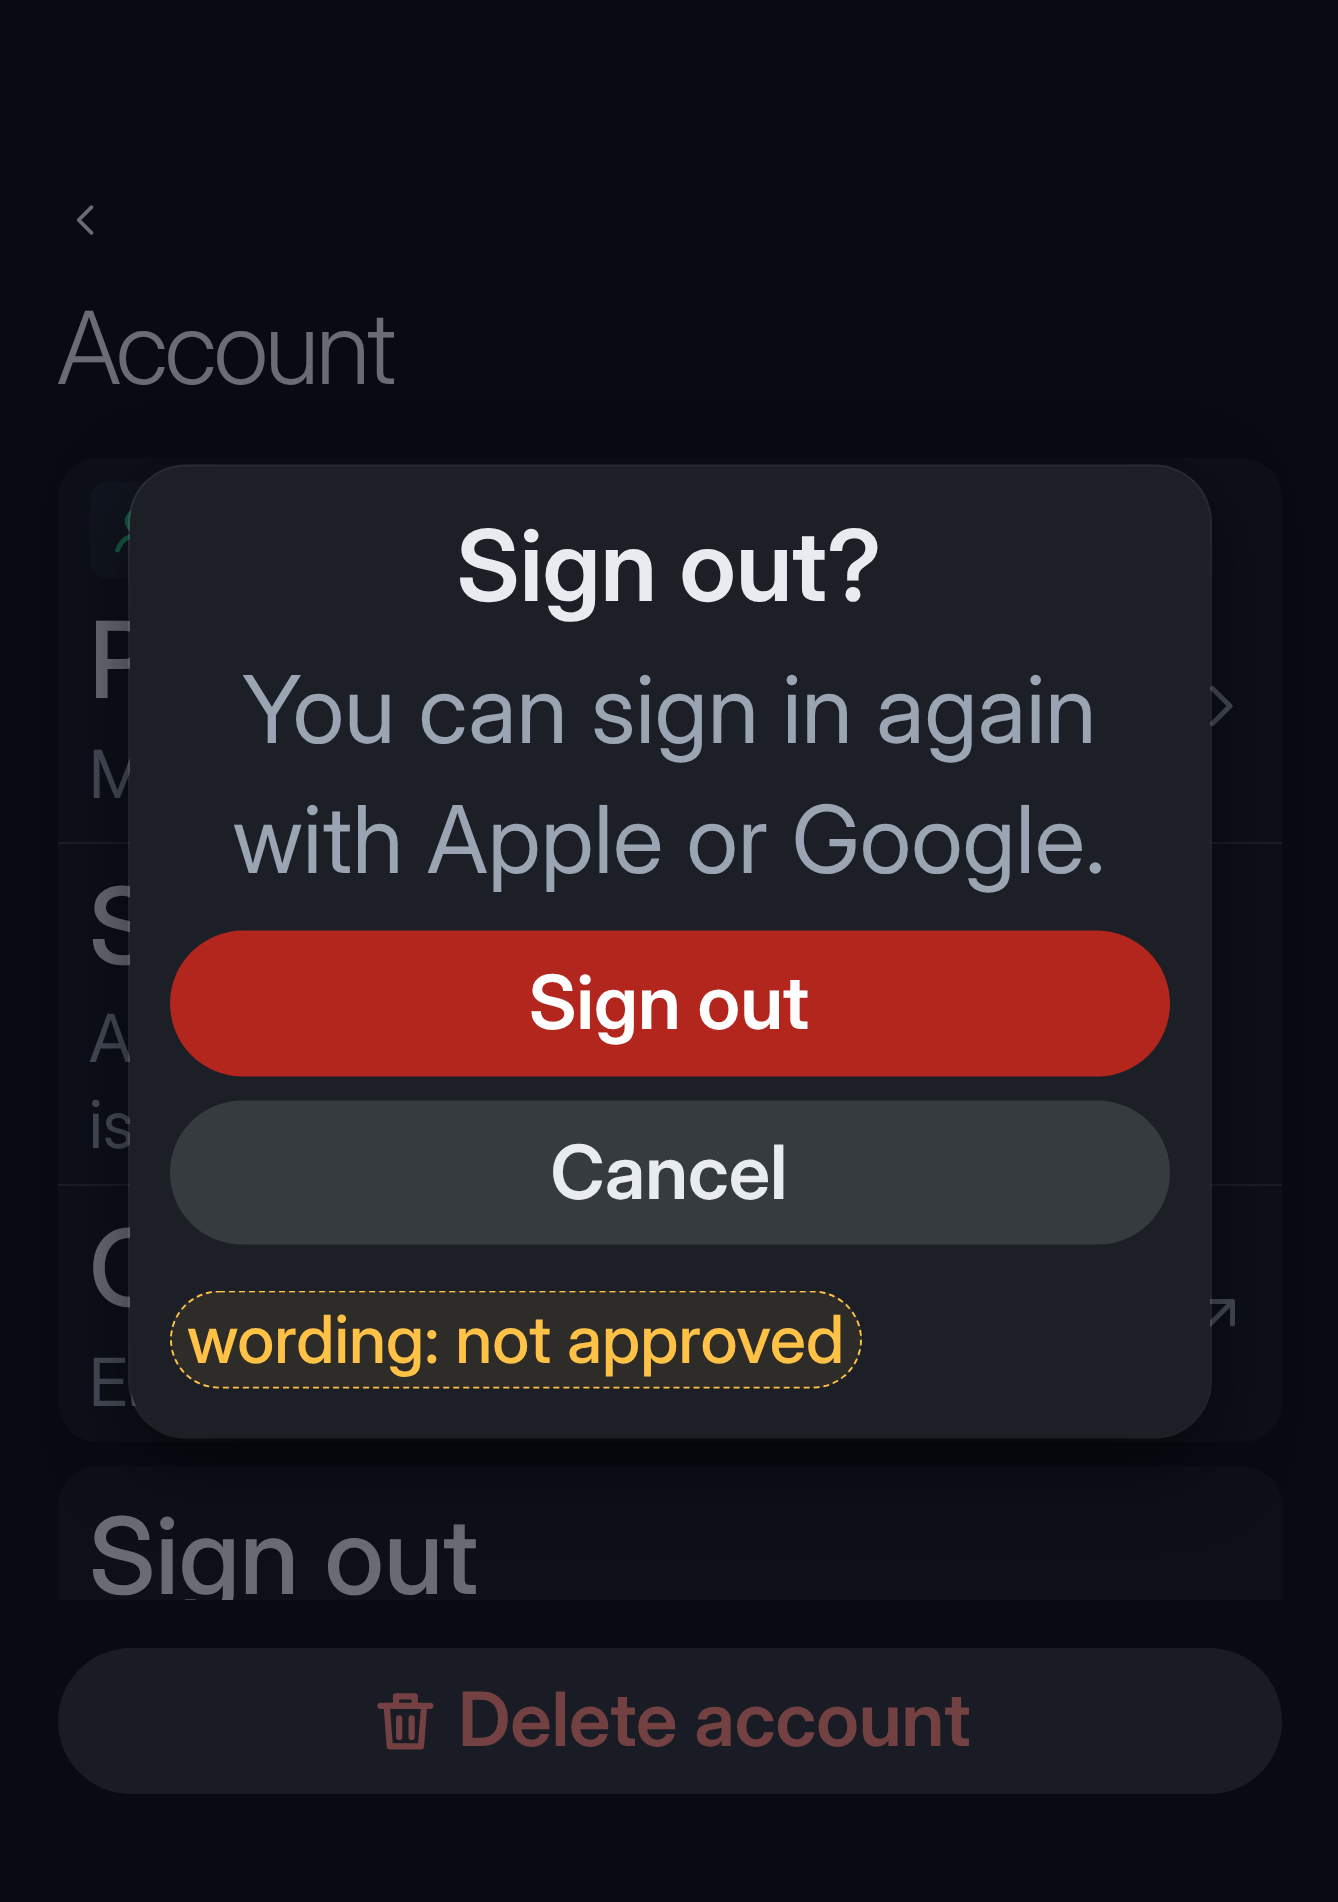 Account
Sign out?
You can sign in again
with Apple or Google.
Sign out
Cancel
wording: not approved
Sign out
Delete account